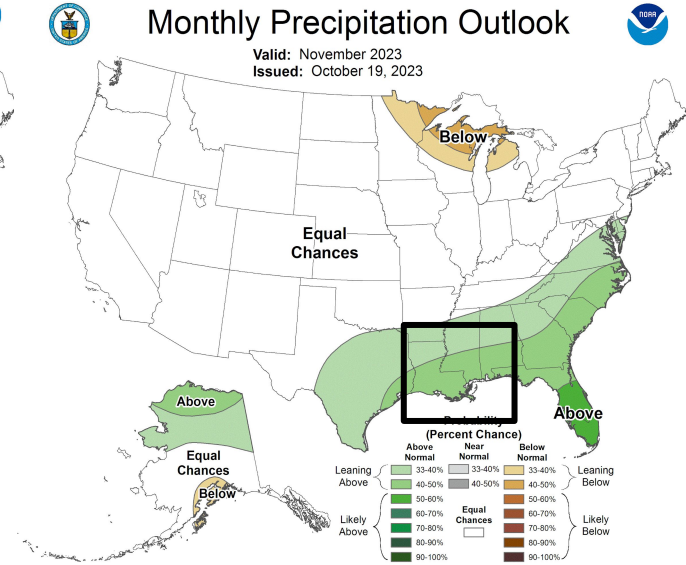 Monthly Precipitation Outlook
Valid: November 2023
Issued: October 19, 2023
NOAA
Below
Equal
Chances
Above
Equal
Chances
Below
Above
Probability
(Percent Chance)
Above
Normal
Near
Normal
Below
Normal
Leaning
Above
33-40%
33-40%
33-40%
Leaning
Below
40-50%
40-50%
40-50%
Likely
Above
50-60%
60-70%
70-80%
80-90%
90-100%
Equal
Chances
50-60%
60-70%
70-80%
80-90%
90-100%
Likely
Below